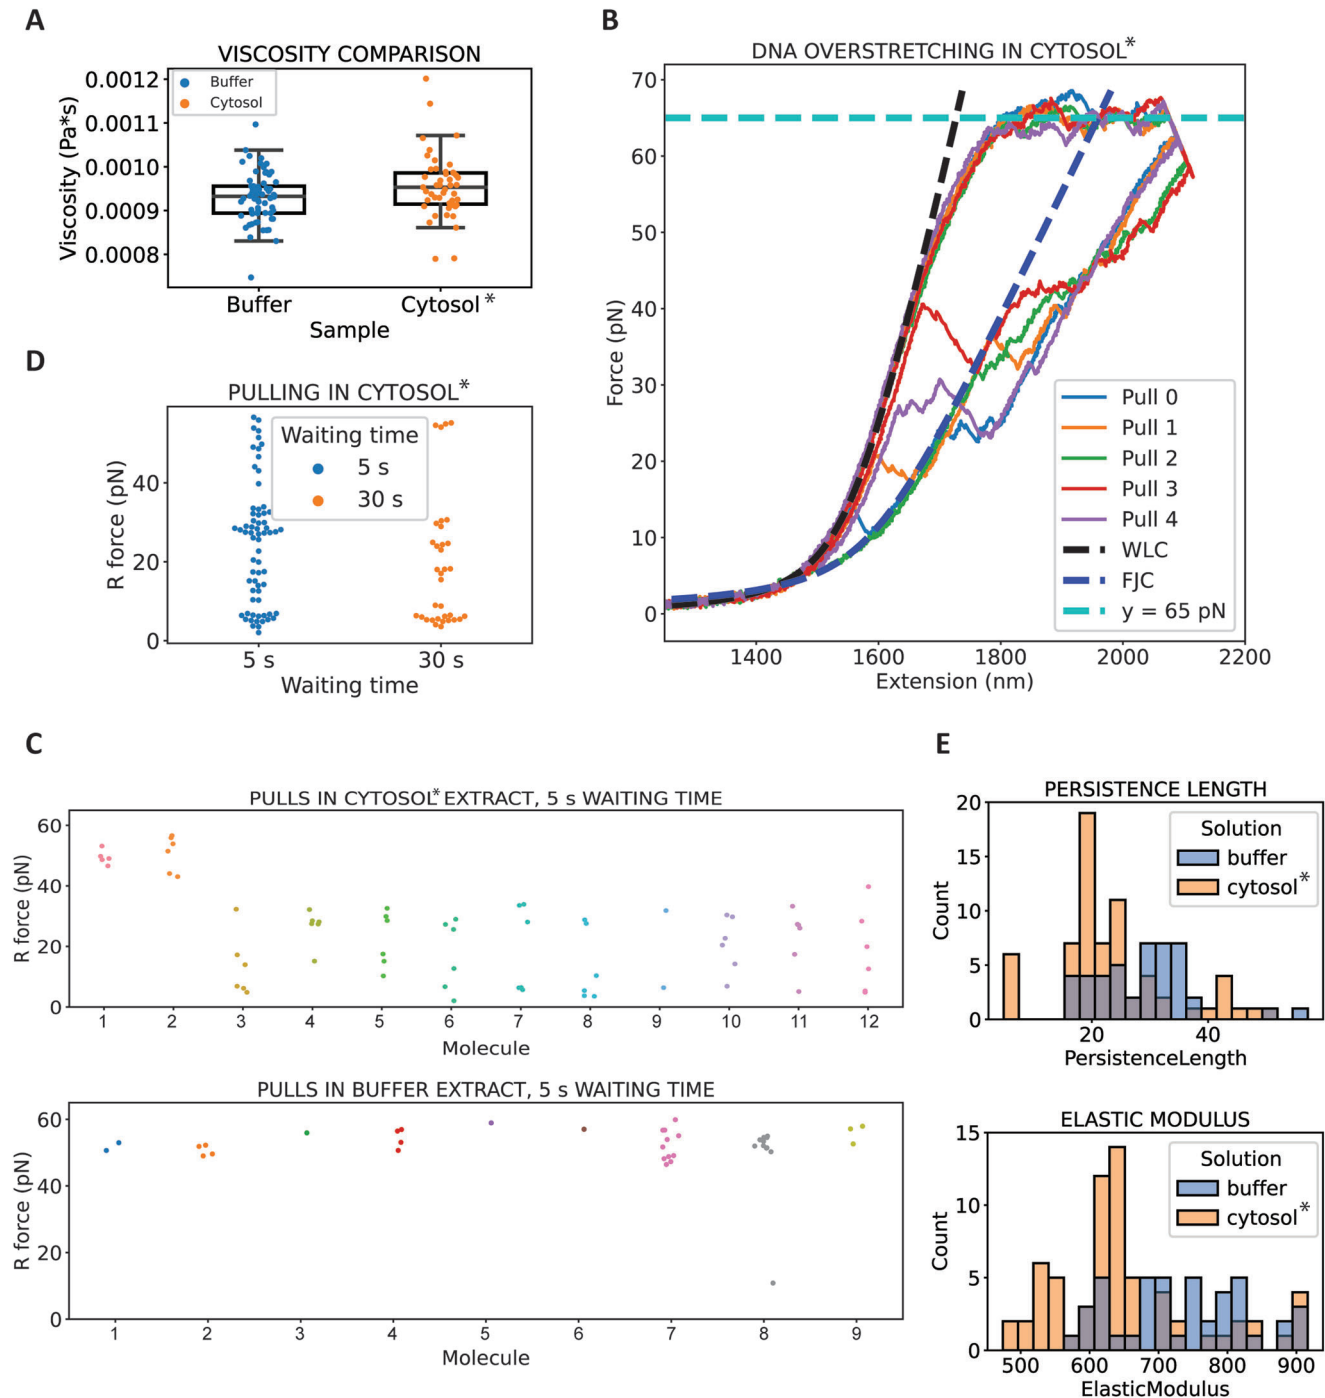 A
VISCOSITY COMPARISON
Buffer
Cytosol
0.0012
0.0011
0.0010
0.0009
0.0008
Viscosity (Pa*s)
Buffer
Cytosol*
Sample
B
DNA OVERSTRETCHING IN CYTOSOL*
70
60
50
40
30
20
10
0
Force (pN)
Pull 0
Pull 1
Pull 2
Pull 3
Pull 4
WLC
FJC
y = 65 pN
1400
1600
1800
2000
2200
Extension (nm)
D
PULLING IN CYTOSOL*
Waiting time
5 s
30 s
40
20
0
R force (pN)
5 s
30 s
Waiting time
C
PULLS IN CYTOSOL* EXTRACT, 5 s WAITING TIME
60
40
20
0
R force (pN)
1 2 3 4 5 6 7 8 9 10 11 12
Molecule
PULLS IN BUFFER EXTRACT, 5 s WAITING TIME
60
40
20
0
R force (pN)
1 2 3 4 5 6 7 8 9
Molecule
E
PERSISTENCE LENGTH
20
15
10
5
0
Count
Solution
buffer
cytosol*
20
40
PersistenceLength
ELASTIC MODULUS
15
10
5
0
Count
Solution
buffer
cytosol*
500
600
700
800
900
ElasticModulus